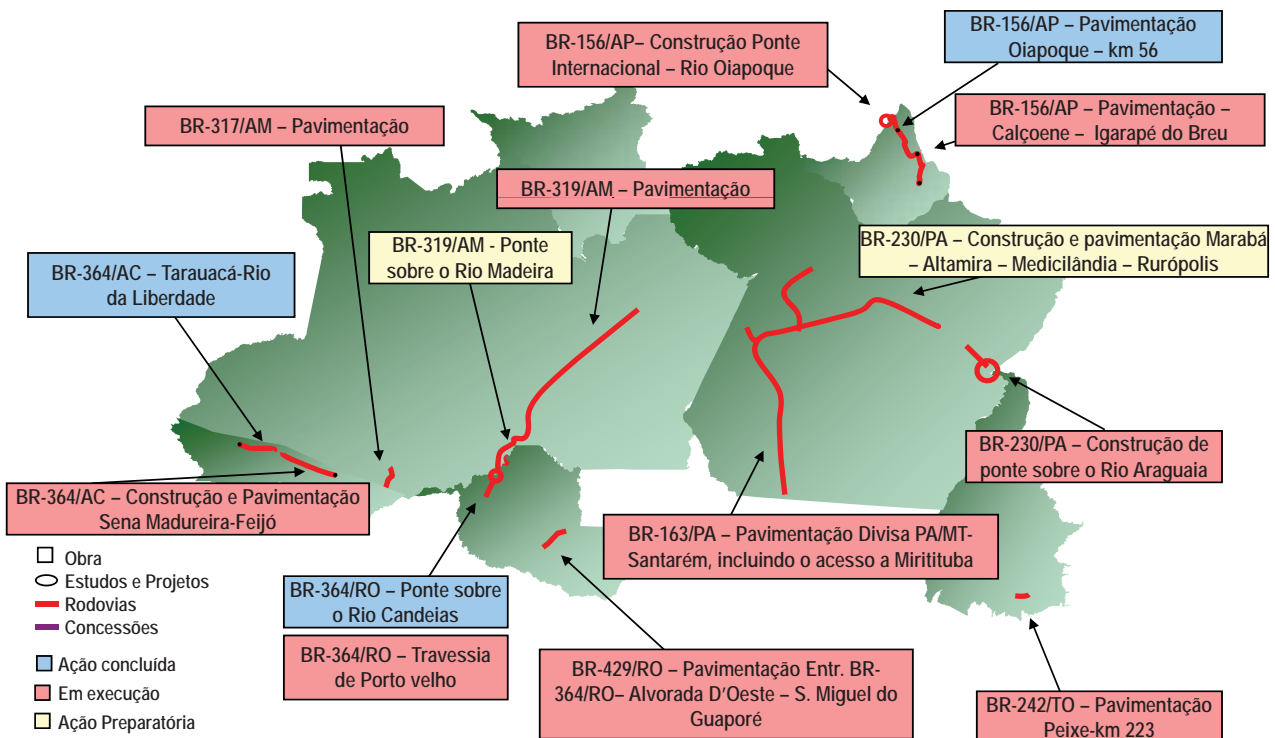 BR-156/AP– Construção Ponte
Internacional – Rio Oiapoque
BR-156/AP – Pavimentação
Oiapoque – km 56
BR-317/AM – Pavimentação
BR-156/AP – Pavimentação –
Calçoene – Igarapé do Breu
BR-319/AM – Pavimentação
BR-319/AM - Ponte
sobre o Rio Madeira
BR-230/PA – Construção e pavimentação Marabá
– Altamira – Medicilândia – Rurópolis
BR-364/AC – Tarauacá-Rio
da Liberdade
BR-230/PA – Construção de
ponte sobre o Rio Araguaia
BR-364/AC – Construção e Pavimentação
Sena Madureira-Feijó
BR-163/PA – Pavimentação Divisa PA/MT-
Santarém, incluindo o acesso a Miritituba
BR-364/RO – Ponte sobre
o Rio Candeias
BR-364/RO – Travessia
de Porto velho
BR-429/RO – Pavimentação Entr. BR-
364/RO– Alvorada D’Oeste – S. Miguel do
Guaporé
BR-242/TO – Pavimentação
Peixe-km 223
Obra
Estudos e Projetos
Rodovias
Concessões
Ação concluída
Em execução
Ação Preparatória